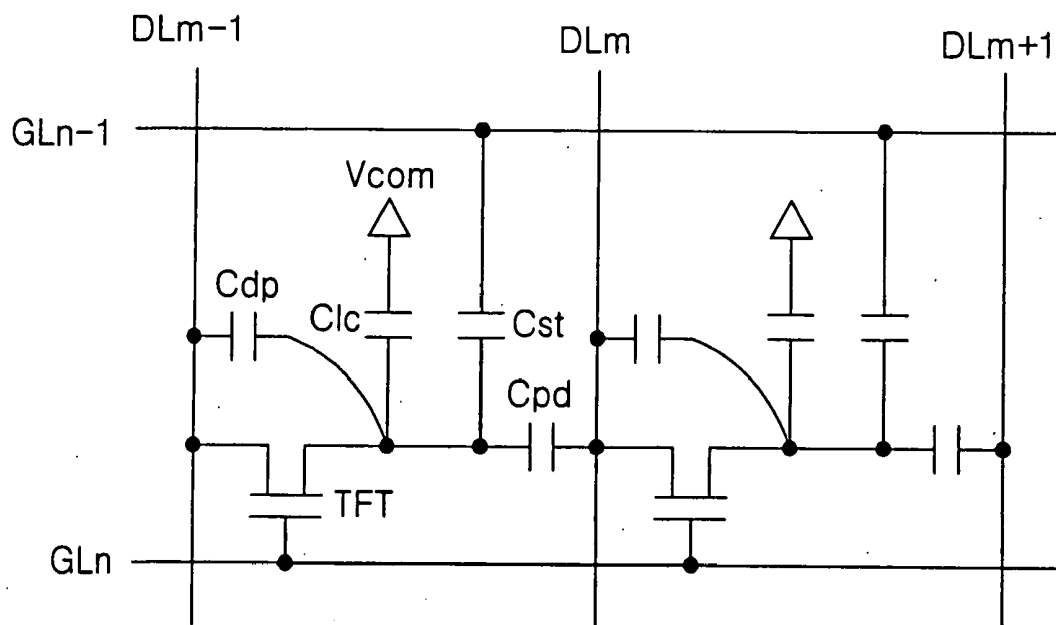 DLm-1
DLm
DLm+1
GLn-1
Vcom
Cdp
Clc
Cst
Cpd
TFT
GLn